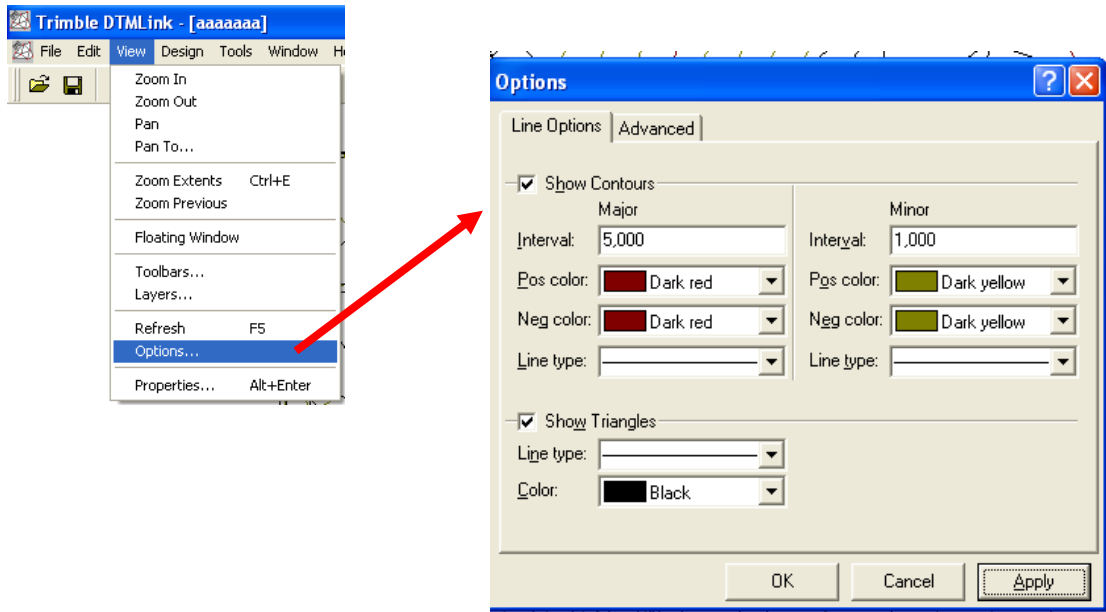 Trimble DTMLink - [aaaaaaa]
File Edit View Design Tools Window
Zoom In
Zoom Out
Pan
Pan To...
Zoom Extents Ctrl+E
Zoom Previous
Floating Window
Toolbars...
Layers...
Refresh F5
Options...
Properties... Alt+Enter
Options
Line Options Advanced
Show Contours
Major Minor
Interval: 5,000 Interval: 1,000
Pos color: Dark red Pos color: Dark yellow
Neg color: Dark red Neg color: Dark yellow
Line type: Line type:
Show Triangles
Line type:
Color: Black
OK Cancel Apply